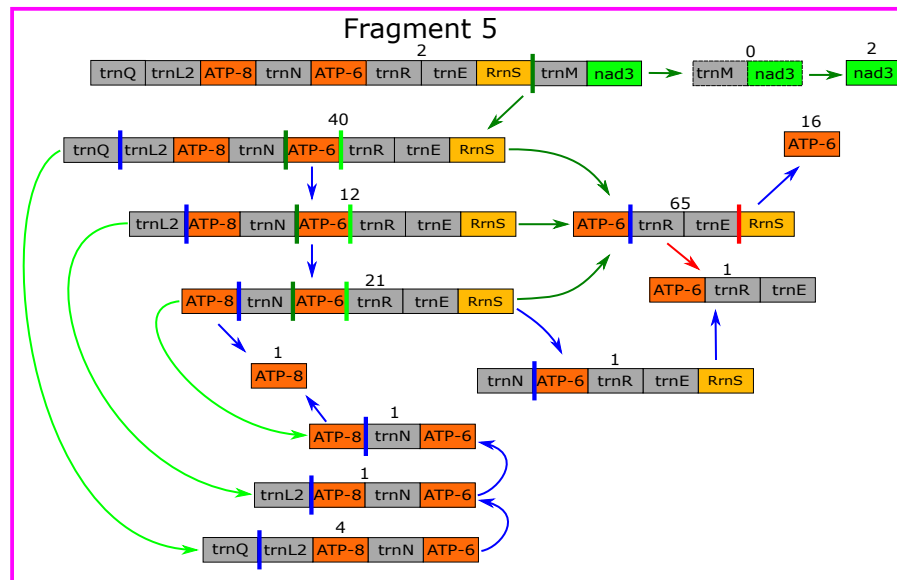 Fragment 5
2
0
2
trnQ trnL2 ATP-8 trnN ATP-6 trnR trnE RrnS trnM nad3
trnM nad3
nad3
40
16
trnQ trnL2 ATP-8 trnN ATP-6 trnR trnE RrnS
ATP-6
12
65
trnL2 ATP-8 trnN ATP-6 trnR trnE RrnS
ATP-6 trnR trnE RrnS
21
1
ATP-8 trnN ATP-6 trnR trnE RrnS
ATP-6 trnR trnE
1
1
ATP-8
trnN ATP-6 trnR trnE RrnS
1
ATP-8 trnN ATP-6
1
trnL2 ATP-8 trnN ATP-6
4
trnQ trnL2 ATP-8 trnN ATP-6